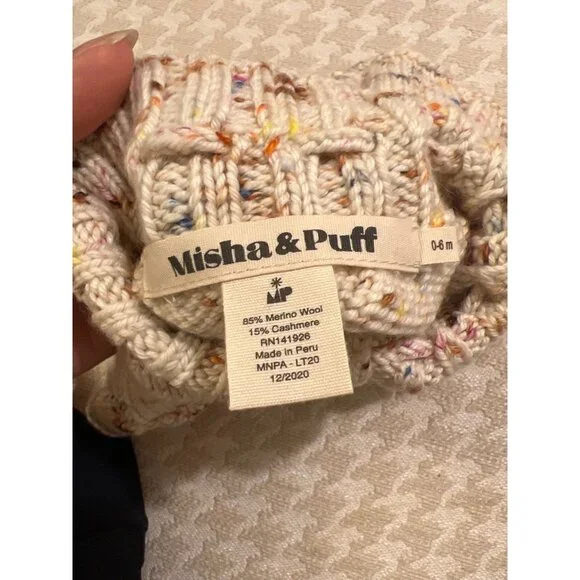 Misha & Puff
0-6 m
MP
85% Merino Wool
15% Cashmere
RN141926
Made in Peru
MNPA - LT20
12/2020